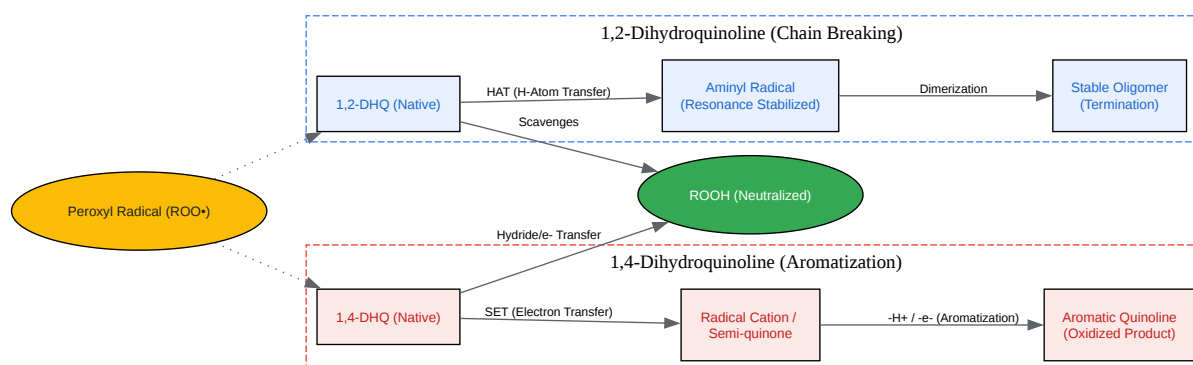 1,2-Dihydroquinoline (Chain Breaking)
1,2-DHQ (Native)
HAT (H-Atom Transfer)
Aminyl Radical
(Resonance Stabilized)
Dimerization
Stable Oligomer
(Termination)
Scavenges
Peroxyl Radical (ROO•)
ROOH (Neutralized)
Hydride/e- Transfer
1,4-Dihydroquinoline (Aromatization)
1,4-DHQ (Native)
SET (Electron Transfer)
Radical Cation /
Semi-quinone
-H+ / -e- (Aromatization)
Aromatic Quinoline
(Oxidized Product)